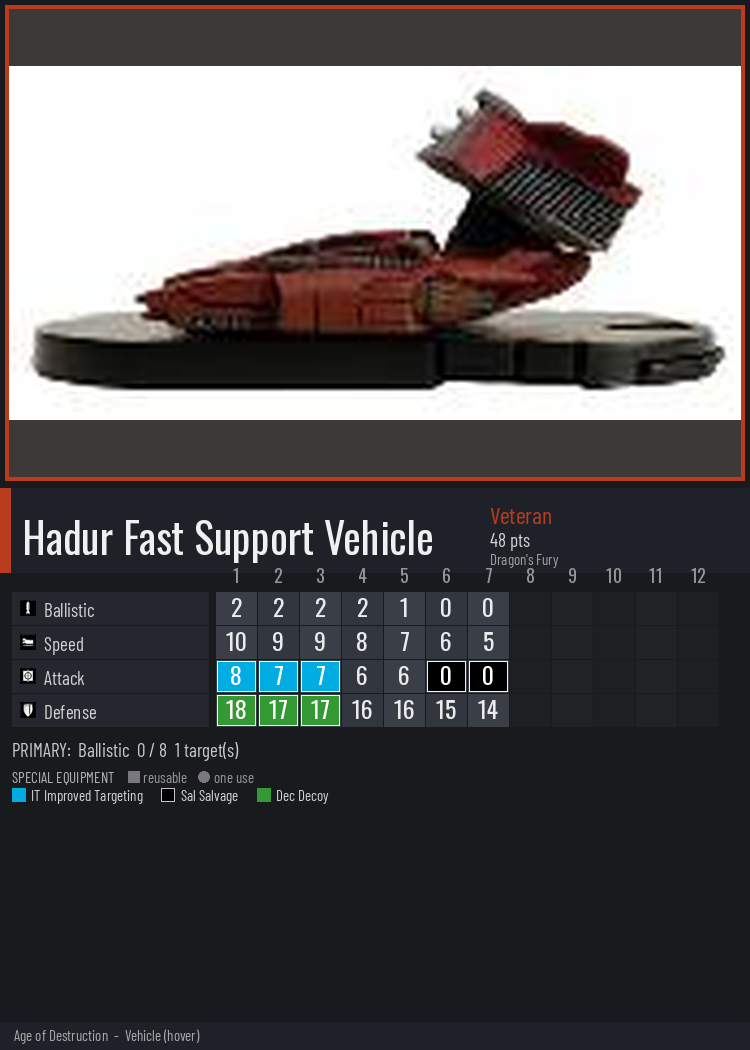 Hadur Fast Support Vehicle
Veteran
48 pts
Dragon's Fury
1 2 3 4 5 6 7 8 9 10 11 12
Ballistic 2 2 2 2 1 0 0
Speed 10 9 9 8 7 6 5
Attack 8 7 7 6 6 0 0
Defense 18 17 17 16 16 15 14
PRIMARY: Ballistic 0 / 8 1 target(s)
SPECIAL EQUIPMENT reusable one use
IT Improved Targeting Sal Salvage Dec Decoy
Age of Destruction - Vehicle (hover)